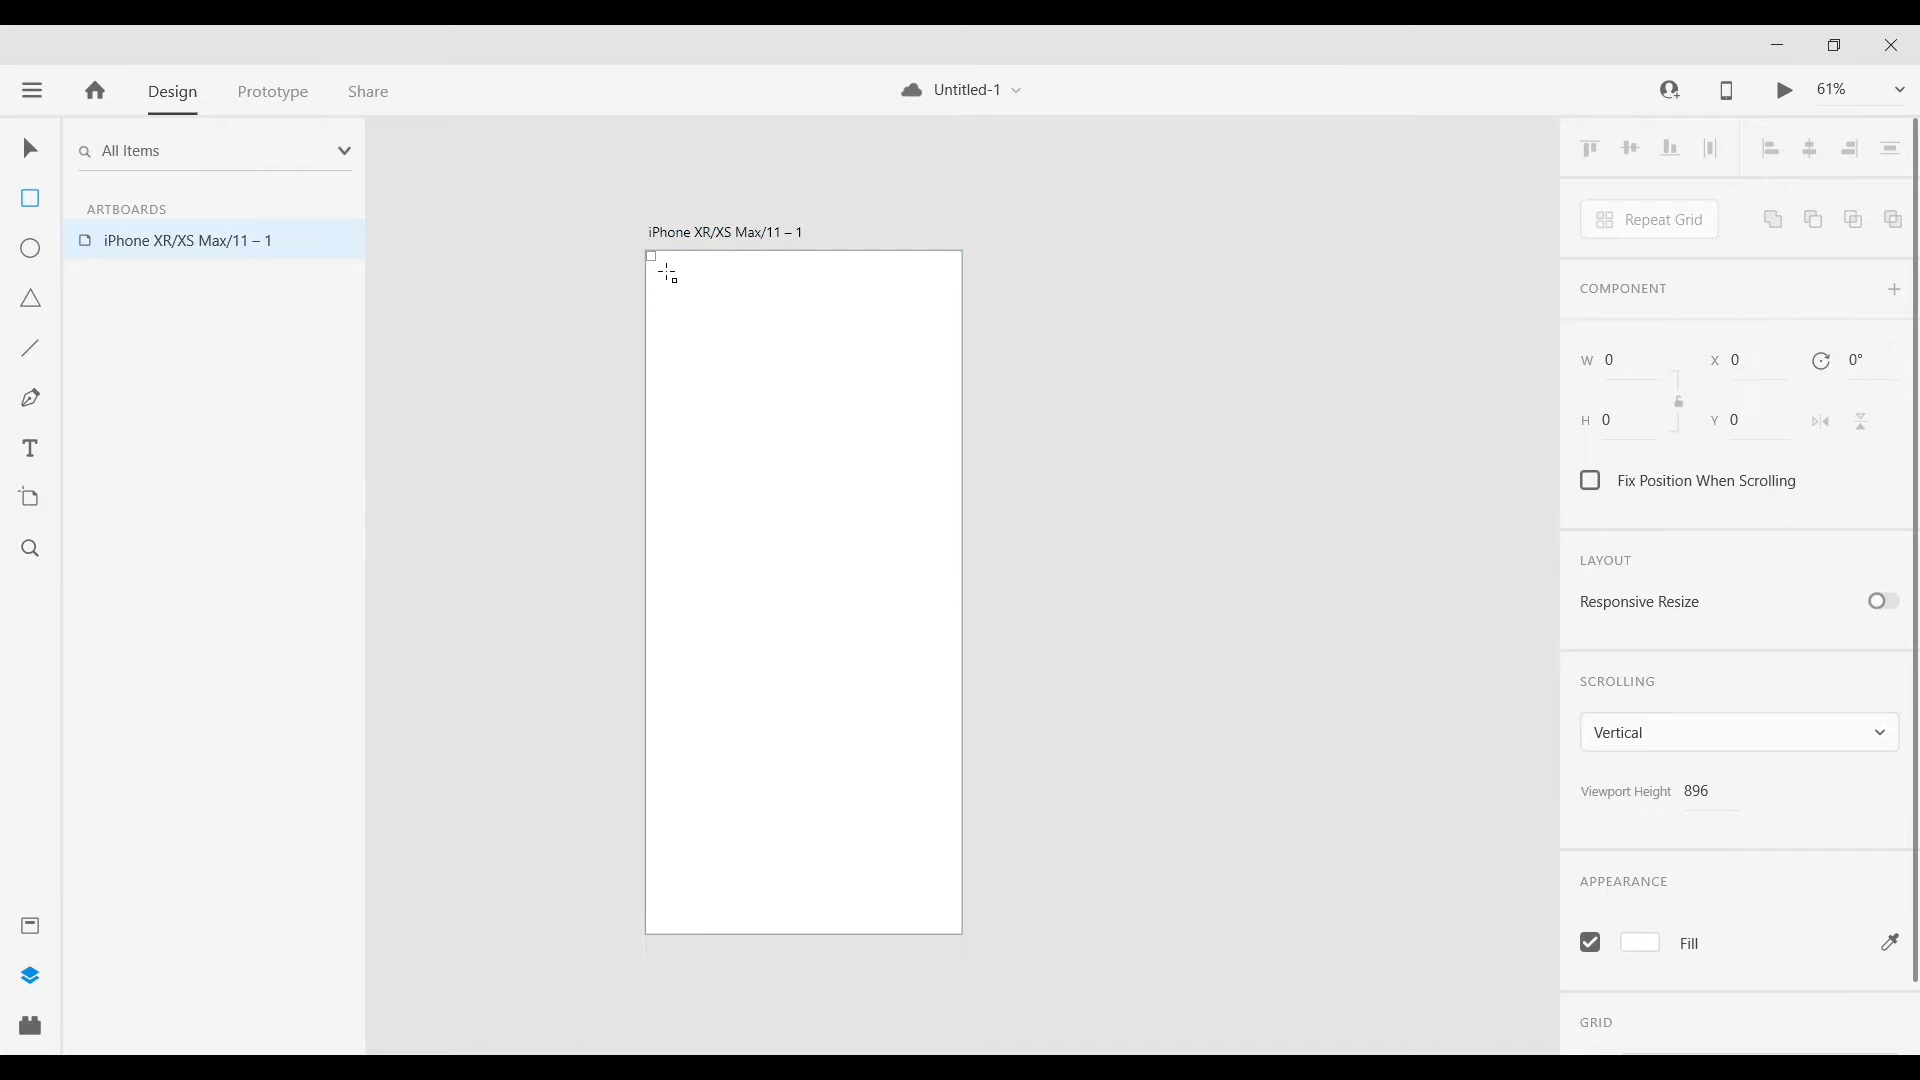 Design Prototype Share Untitled-1 61%
All Items
ARTBOARDS
iPhone XR/XS Max/11 – 1
iPhone XR/XS Max/11 – 1
Repeat Grid
COMPONENT
W 0 X 0 0°
H 0 Y 0
Fix Position When Scrolling
LAYOUT
Responsive Resize
SCROLLING
Vertical
Viewport Height 896
APPEARANCE
Fill
GRID